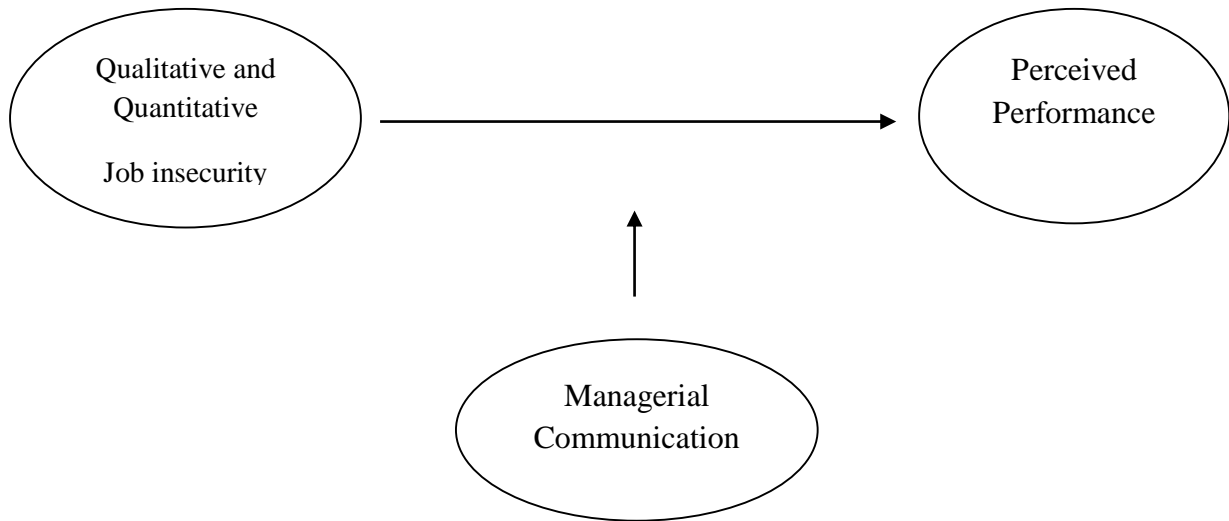 Qualitative and
Quantitative
Job insecurity
Perceived
Performance
Managerial
Communication